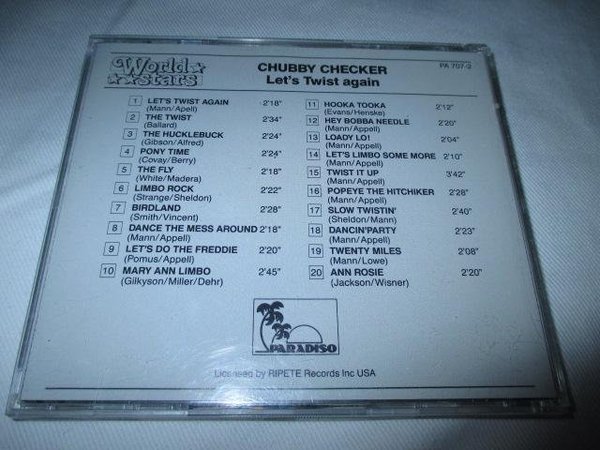 World
stars
CHUBBY CHECKER
Let's Twist again
PA 707-2
1 LET'S TWIST AGAIN 2'18"
(Mann/Apell)
2 THE TWIST 2'34"
(Ballard)
3 THE HUCKLEBUCK 2'24"
(Gibson/Alfred)
4 PONY TIME 2'24"
(Covay/Berry)
5 THE FLY 2'18"
(White/Madera)
6 LIMBO ROCK 2'22"
(Strange/Sheldon)
7 BIRDLAND 2'28"
(Smith/Vincent)
8 DANCE THE MESS AROUND 2'18"
(Mann/Appell)
9 LET'S DO THE FREDDIE 2'20"
(Pomus/Appell)
10 MARY ANN LIMBO 2'45"
(Gilkyson/Miller/Dehr)
11 HOOKA TOOKA 2'12"
(Evans/Henske)
12 HEY BOBBA NEEDLE 2'20"
(Mann/Appell)
13 LOADY LO! 2'04"
(Mann/Appell)
14 LET'S LIMBO SOME MORE 2'10"
(Mann/Appell)
15 TWIST IT UP 3'42"
(Mann/Appell)
16 POPEYE THE HITCHIKER 2'28"
(Mann/Appell)
17 SLOW TWISTIN' 2'40"
(Sheldon/Mann)
18 DANCIN'PARTY 2'23"
(Mann/Appell)
19 TWENTY MILES 2'08"
(Mann/Lowe)
20 ANN ROSIE 2'20"
(Jackson/Wisner)
PARADISO
Licensed by RIPETE Records Inc USA